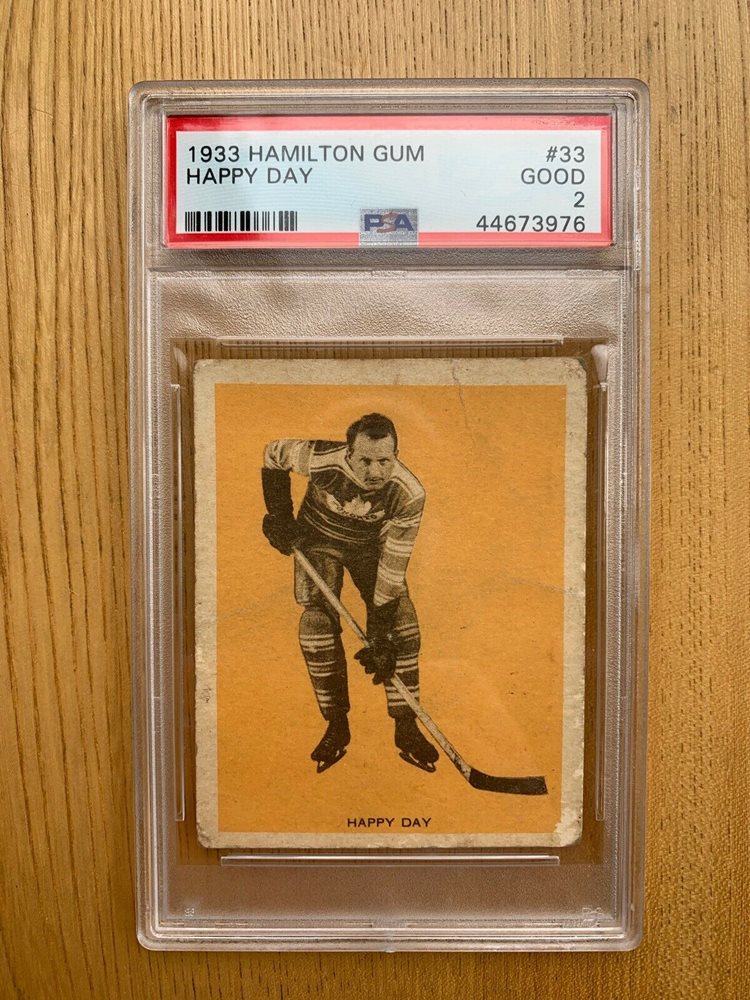 1933 HAMILTON GUM #33
HAPPY DAY GOOD
2
PSA 44673976
HAPPY DAY